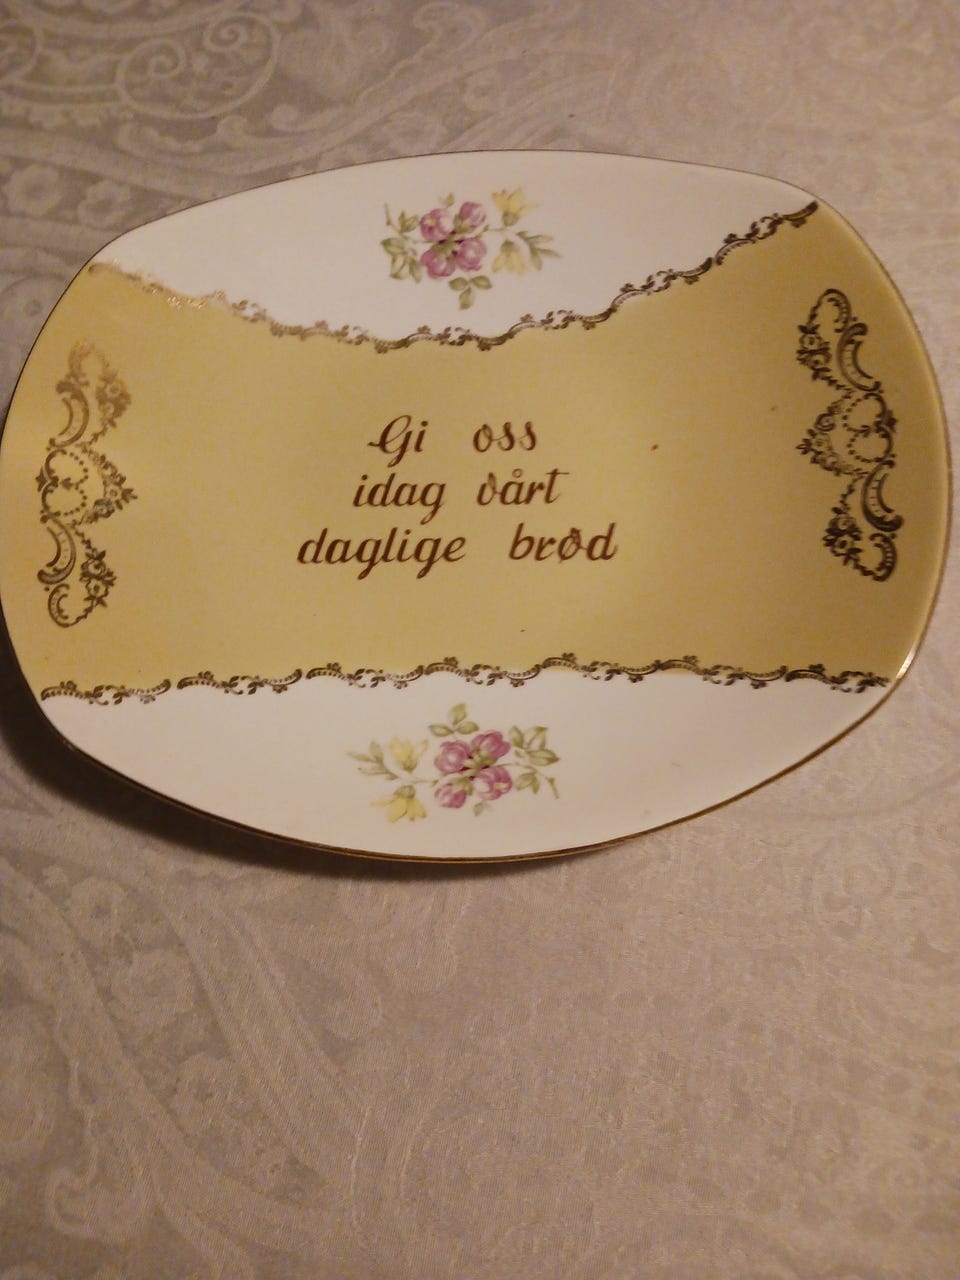 Gi oss
idag vårt
daglige brød